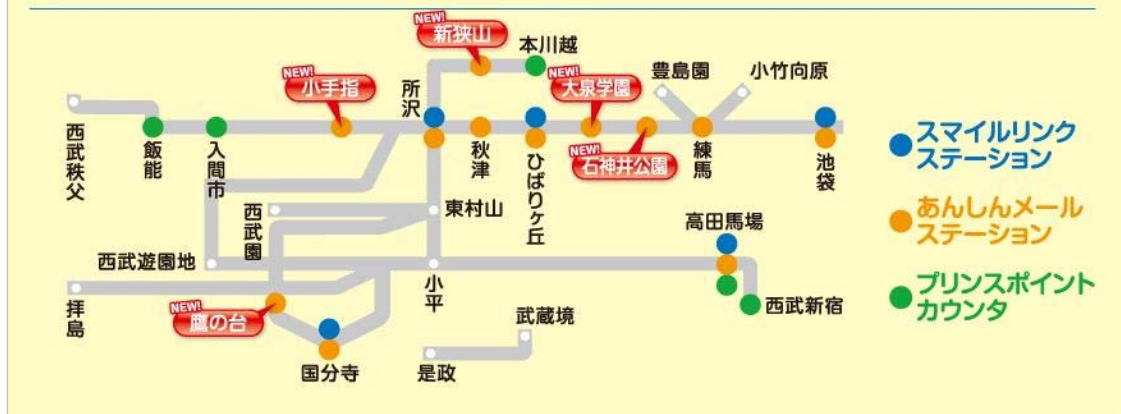 NEW!
新狭山
本川越
NEW!
小手指
所沢
NEW!
大泉学園
豊島園
小竹向原
西武秩父
飯能
入間市
秋津
ひばりヶ丘
NEW!
石神井公園
練馬
池袋
スマイルリンク
ステーション
あんしんメール
ステーション
プリンスポイント
カウンタ
西武園
東村山
高田馬場
西武遊園地
小平
西武新宿
拝島
NEW!
鷹の台
国分寺
武蔵境
是政